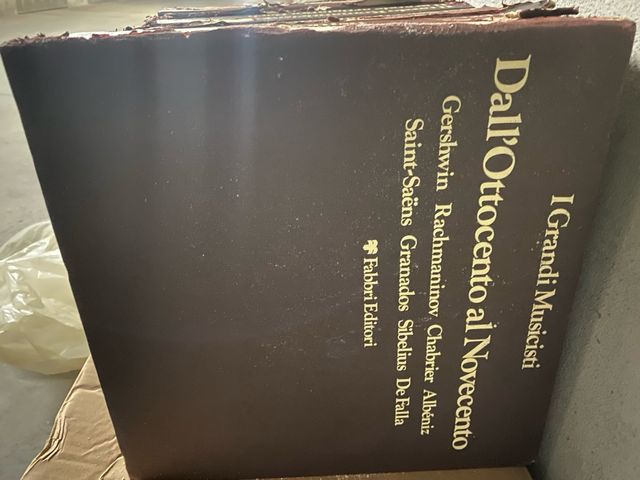 I Grandi Musicisti
Dall'Ottocento al Novecento
Gershwin Rachmaninov Chabrier Albéniz
Saint-Saëns Granados Sibelius De Falla
Fabbri Editori